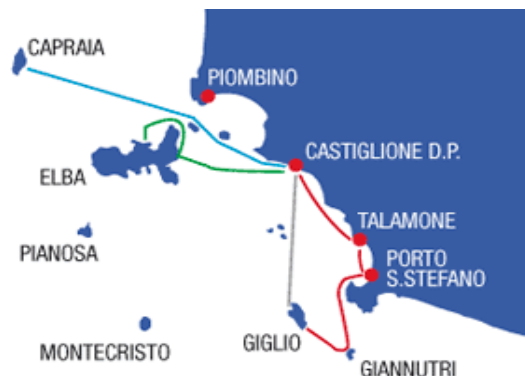 CAPRAIA
PIOMBINO
CASTIGLIONE D.P.
ELBA
TALAMONE
PIANOSA
PORTO
S.STEFANO
MONTECRISTO
GIGLIO
GIANNUTRI